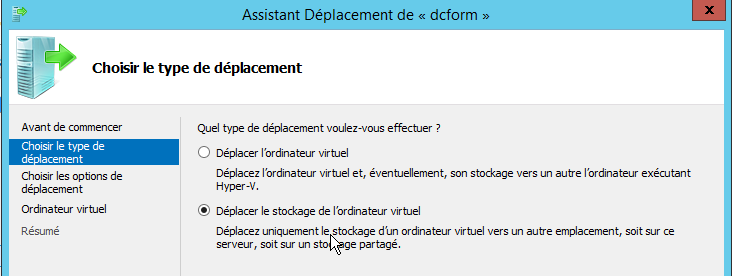 Assistant Déplacement de « dcform »
x
Choisir le type de déplacement
Avant de commencer
Choisir le type de
déplacement
Choisir les options de
déplacement
Ordinateur virtuel
Résumé
Quel type de déplacement voulez-vous effectuer ?
Déplacer l'ordinateur virtuel
Déplacez l'ordinateur virtuel et, éventuellement, son stockage vers un autre l'ordinateur exécutant
Hyper-V.
Déplacer le stockage de l'ordinateur virtuel
Déplacez uniquement le stockage d'un ordinateur virtuel vers un autre emplacement, soit sur ce
serveur, soit sur un stockage partagé.